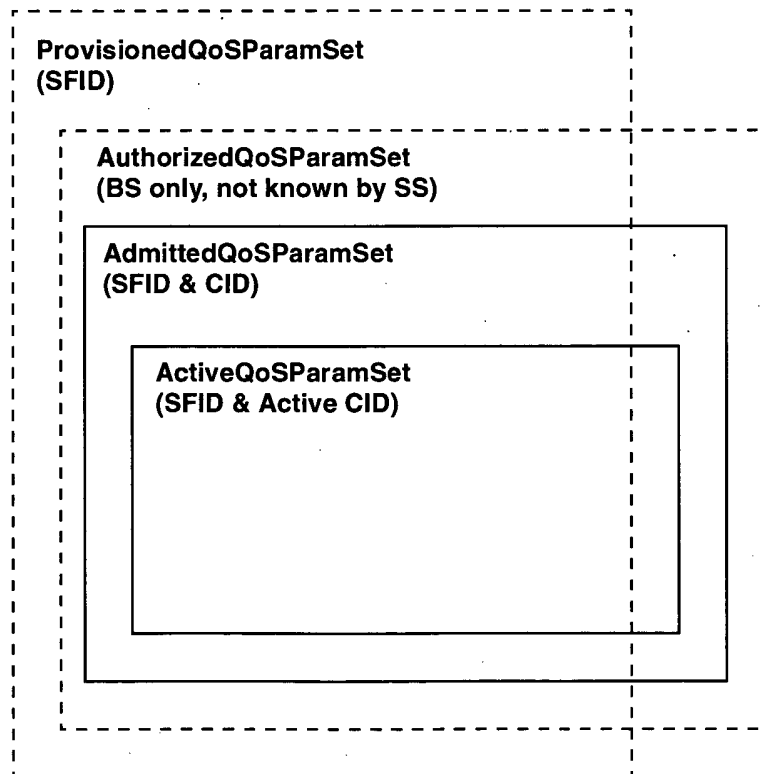 ProvisionedQoSParamSet
(SFID)
AuthorizedQoSParamSet
(BS only, not known by SS)
AdmittedQoSParamSet
(SFID & CID)
ActiveQoSParamSet
(SFID & Active CID)